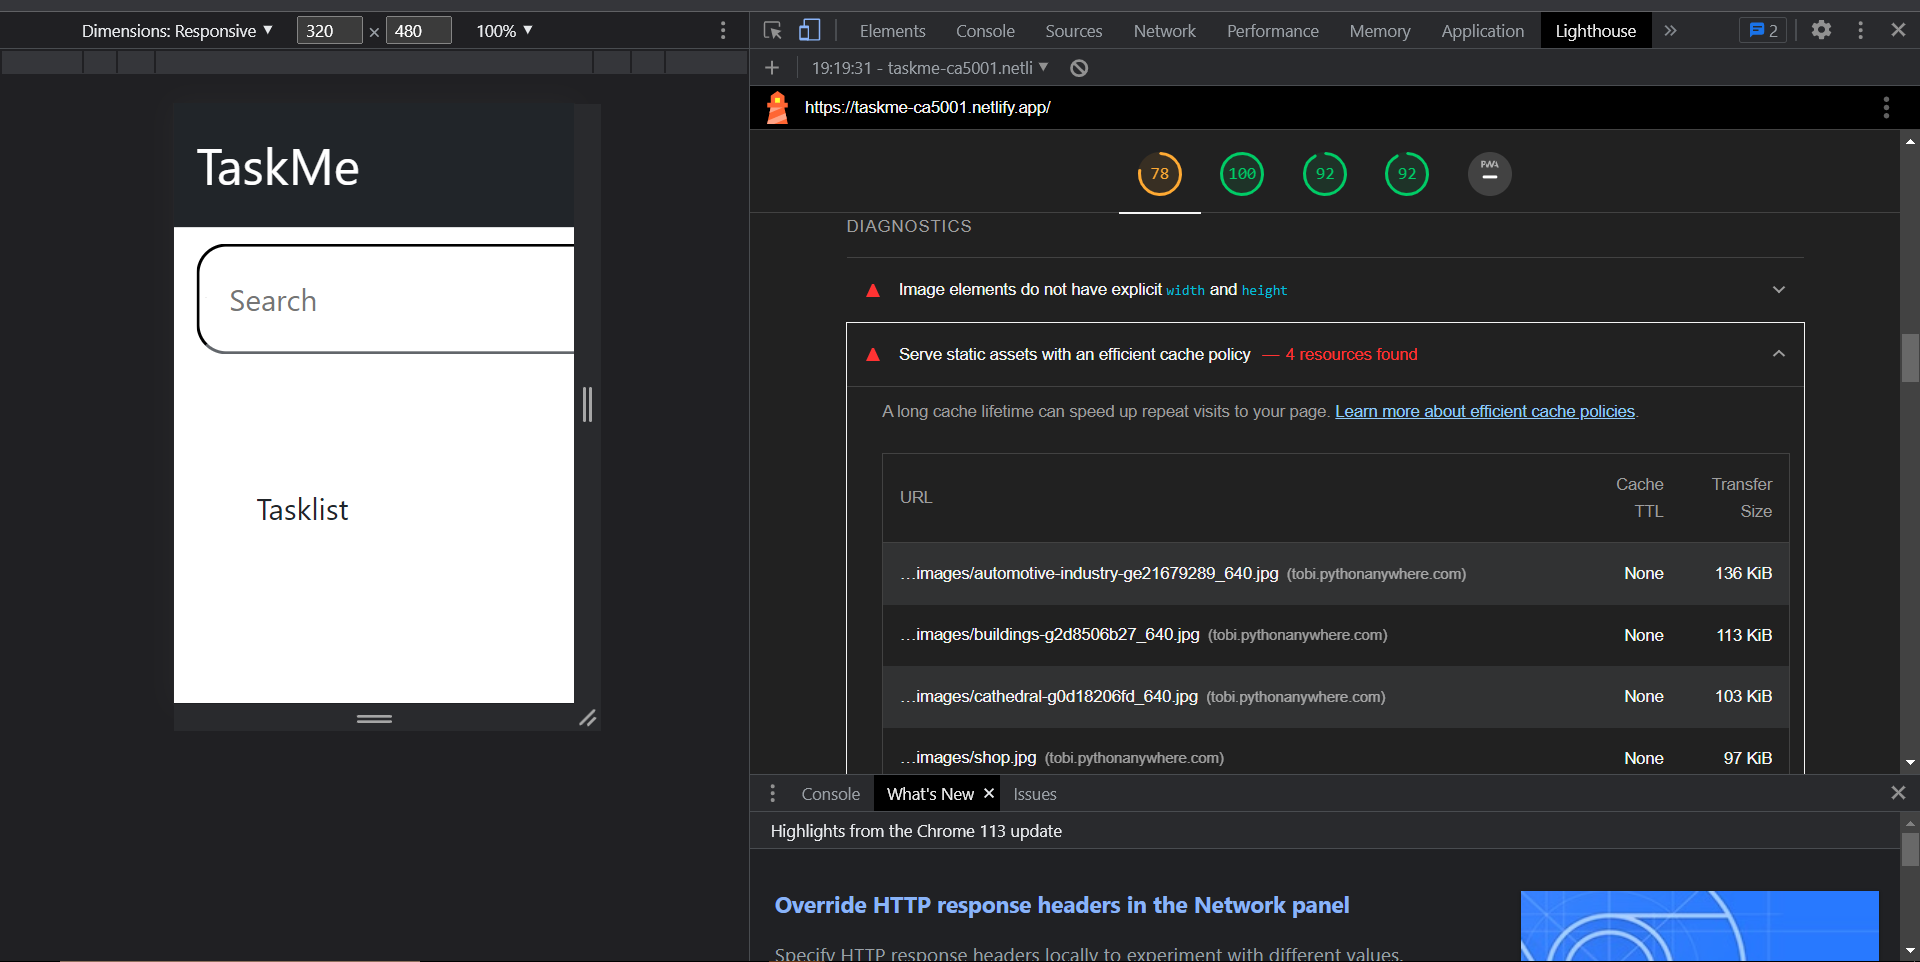 Dimensions: Responsive ▼ 320 × 480 100% ▼
Elements Console Sources Network Performance Memory Application Lighthouse » 2
19:19:31 - taskme-ca5001.netli ▼
https://taskme-ca5001.netlify.app/
TaskMe
Search
Tasklist
78 100 92 92 PWA
DIAGNOSTICS
Image elements do not have explicit width and height
Serve static assets with an efficient cache policy — 4 resources found
A long cache lifetime can speed up repeat visits to your page. Learn more about efficient cache policies.
URL Cache TTL Transfer Size
…images/automotive-industry-ge21679289_640.jpg (tobi.pythonanywhere.com) None 136 KiB
…images/buildings-g2d8506b27_640.jpg (tobi.pythonanywhere.com) None 113 KiB
…images/cathedral-g0d18206fd_640.jpg (tobi.pythonanywhere.com) None 103 KiB
…images/shop.jpg (tobi.pythonanywhere.com) None 97 KiB
Console What's New × Issues
Highlights from the Chrome 113 update
Override HTTP response headers in the Network panel
Specify HTTP response headers locally to experiment with different values.